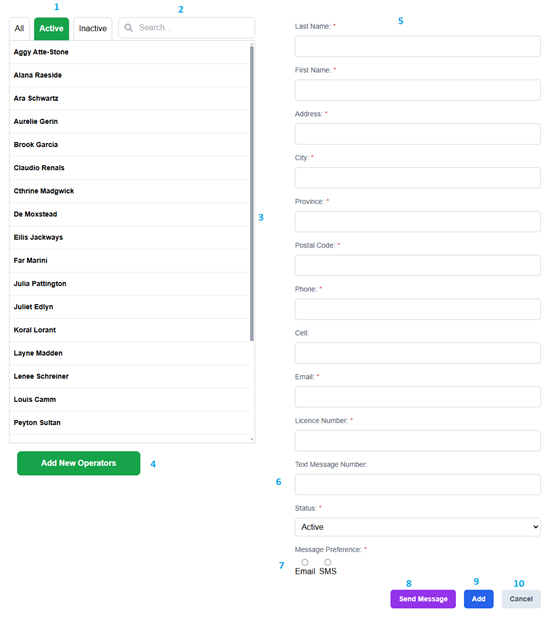 1
2
All
Active
Inactive
Search...
Aggy Atte-Stone
Alana Raeside
Ara Schwartz
Aurelie Gerin
Brook Garcia
Claudio Renals
Cthrine Madgwick
De Moxstead
3
Eilis Jackways
Far Marini
Julia Pattington
Juliet Edlyn
Koral Lorant
Layne Madden
Lenee Schreiner
Louis Camm
Peyton Sultan
Add New Operators
4
5
Last Name: *
First Name: *
Address: *
City: *
Province: *
Postal Code: *
Phone: *
Cell:
Email: *
Licence Number: *
Text Message Number:
6
Status: *
Active
Message Preference: *
7
Email SMS
8
9
10
Send Message
Add
Cancel